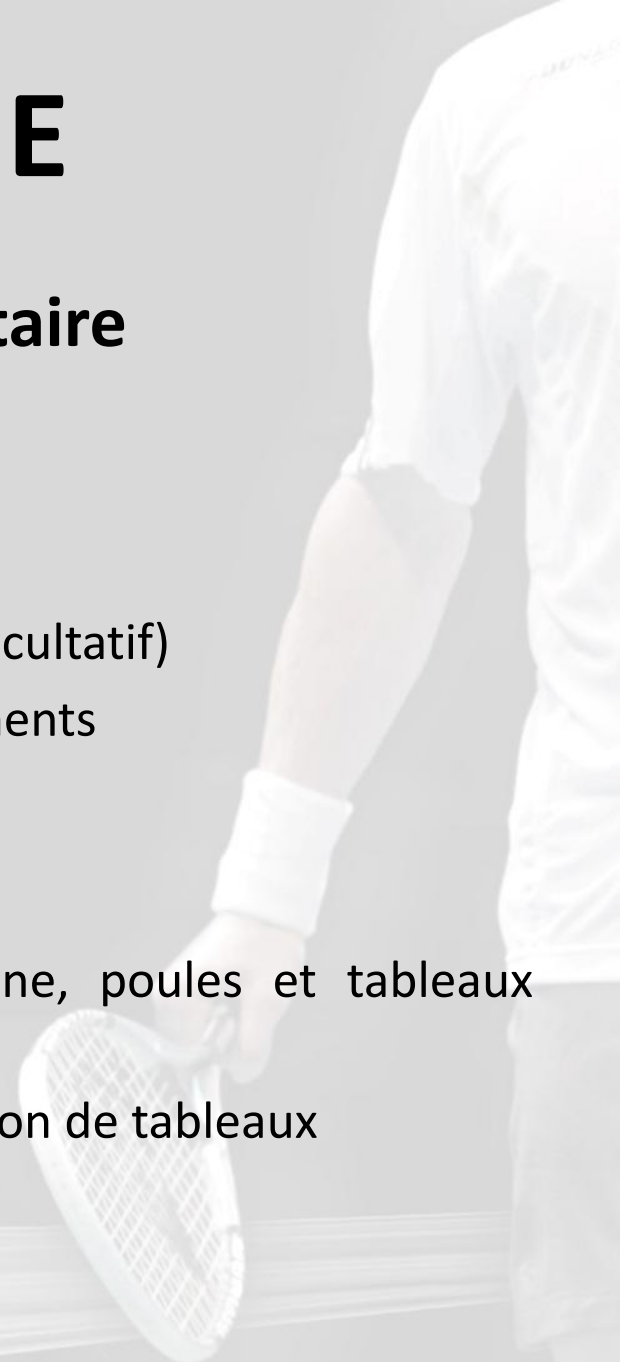 E
taire
cultatif)
ents
ne, poules et tableaux
on de tableaux